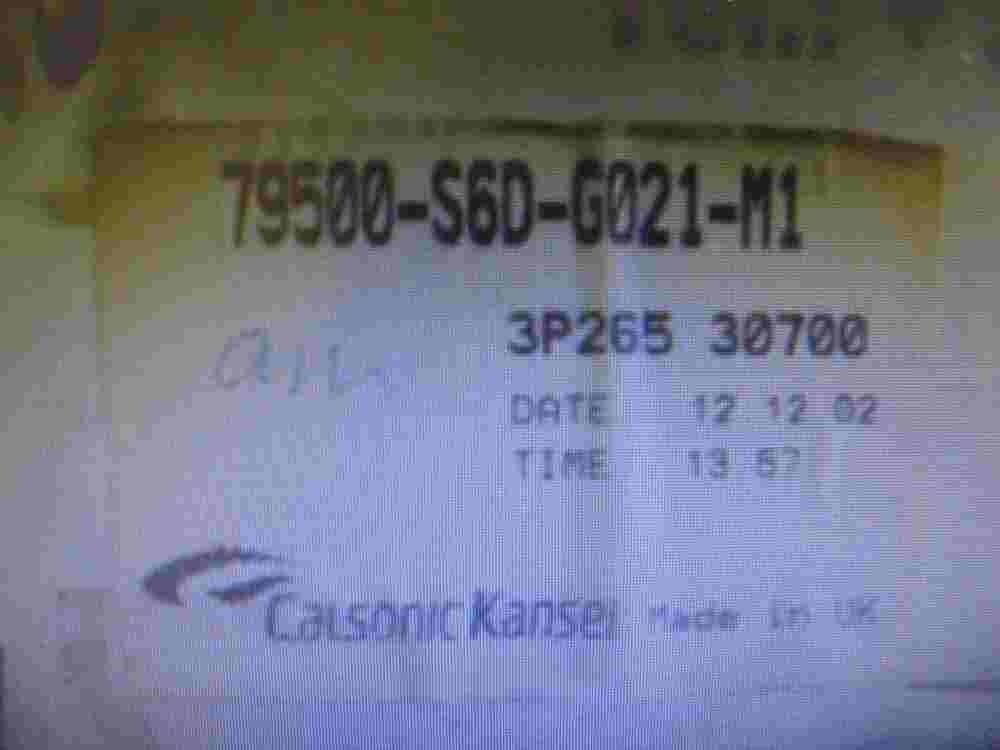 79500-S6D-G021-M1
3P265 30700
DATE 12 12 02
TIME 13 57
Calsonic Kansei Made in UK